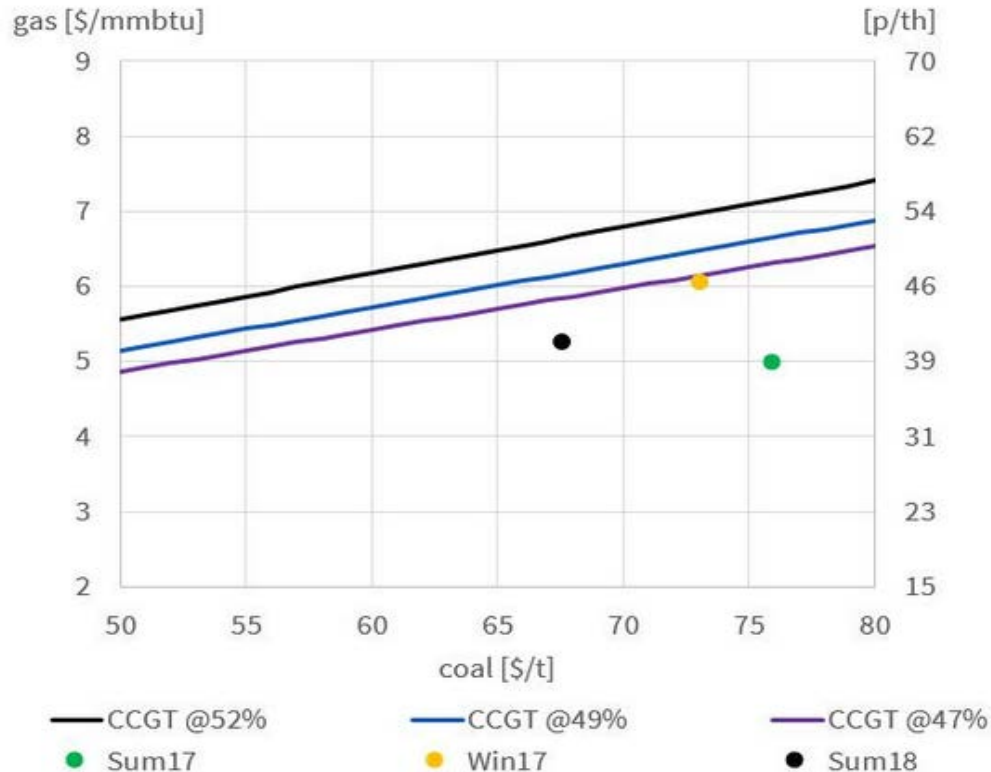 gas [$/mmbtu] [p/th]
9 70
8 62
7 54
6 46
5 39
4 31
3 23
2 15
50 55 60 65 70 75 80
coal [$/t]
CCGT @52% CCGT @49% CCGT @47%
Sum17 Win17 Sum18